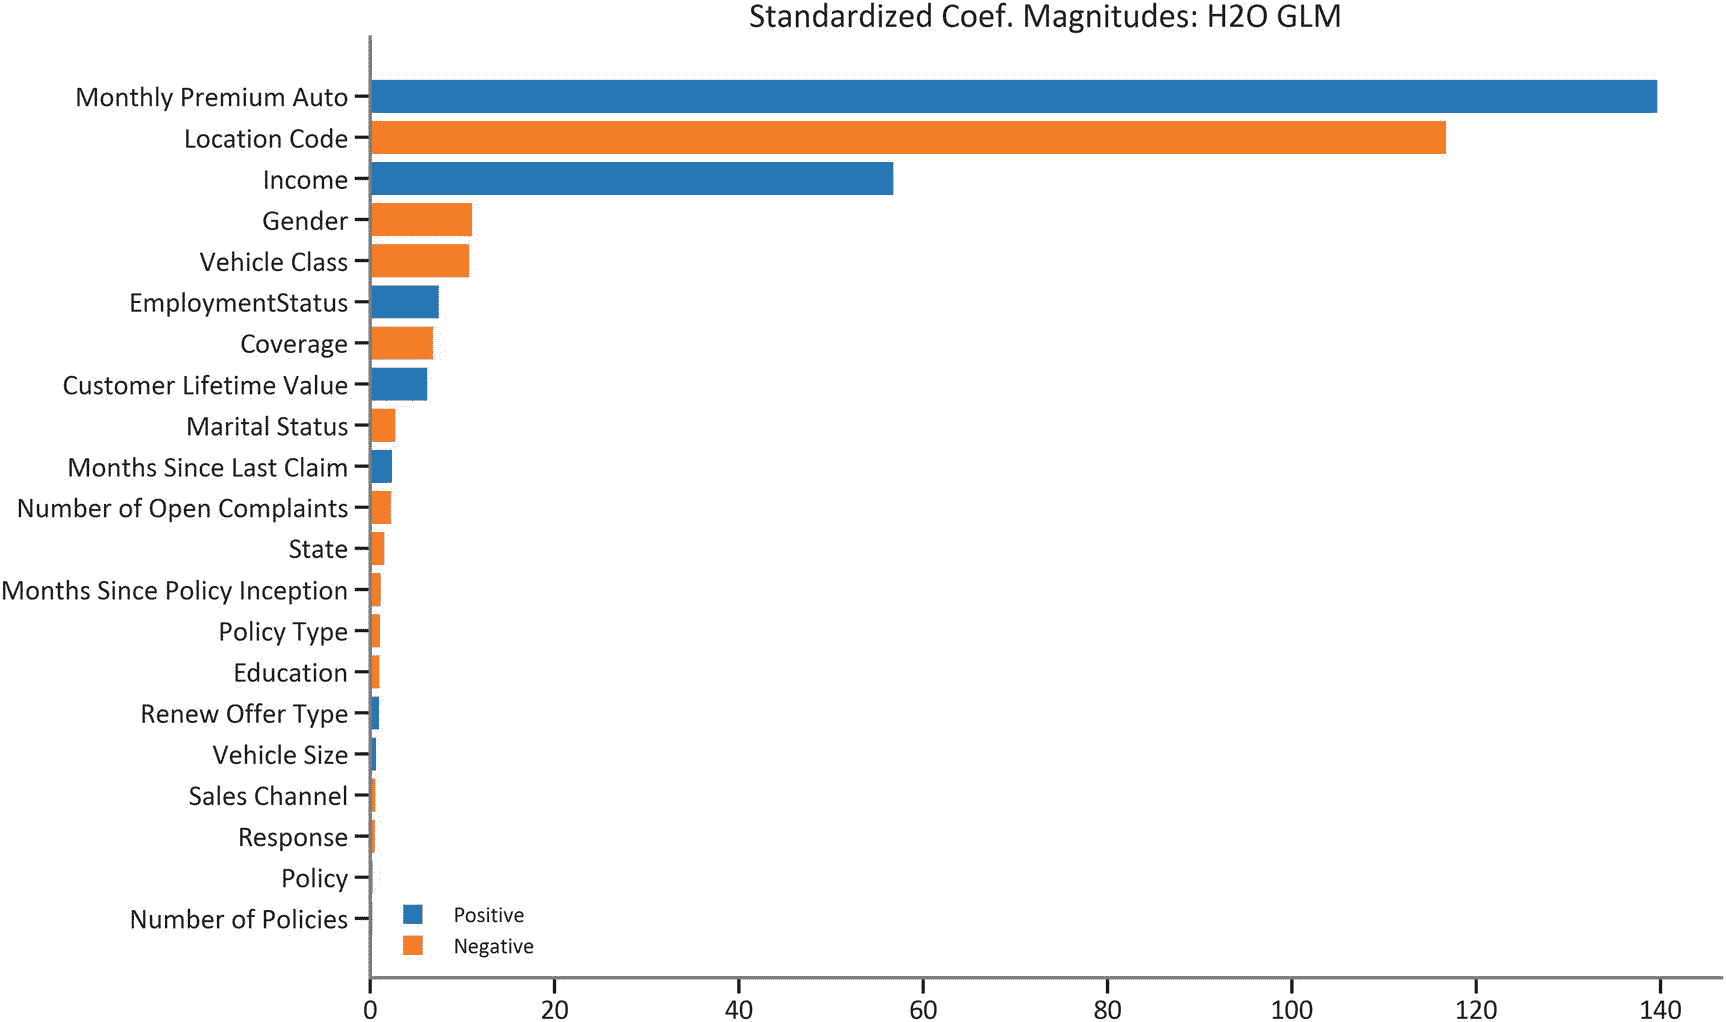 Standardized Coef. Magnitudes: H2O GLM
Monthly Premium Auto
Location Code
Income
Gender
Vehicle Class
EmploymentStatus
Coverage
Customer Lifetime Value
Marital Status
Months Since Last Claim
Number of Open Complaints
State
Months Since Policy Inception
Policy Type
Education
Renew Offer Type
Vehicle Size
Sales Channel
Response
Policy
Number of Policies
Positive
Negative
0 20 40 60 80 100 120 140